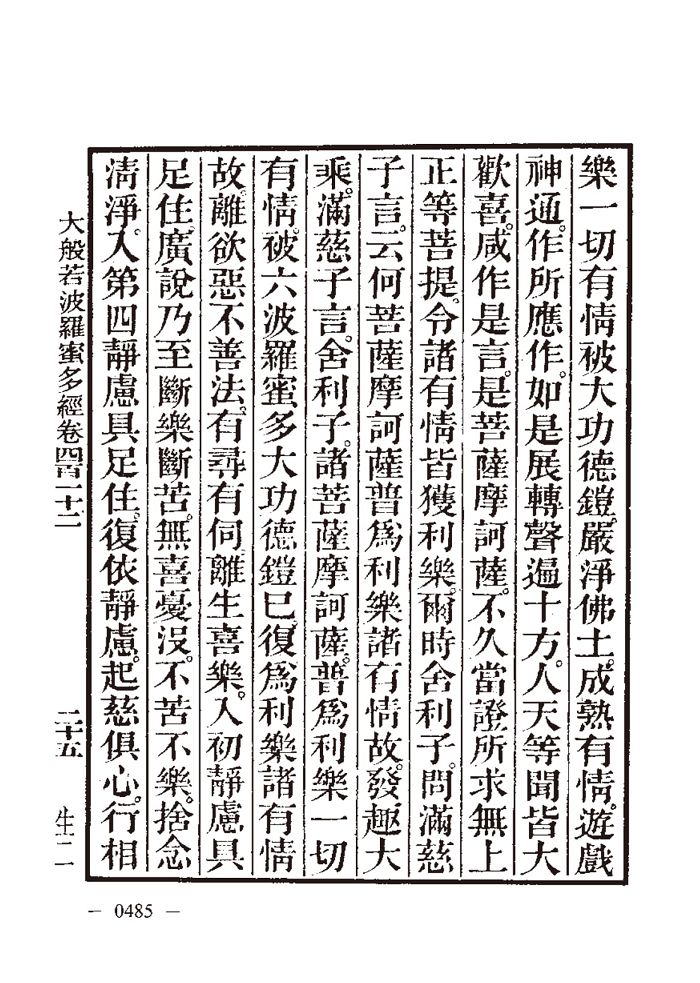 樂一切有情被大功德鎧。嚴淨佛土。成熟有情。遊戲
神通。作所應作。如是展轉聲遍十方。人天等聞皆大
歡喜。咸作是言。是菩薩摩訶薩。不久當證所求無上
正等菩提。令諸有情皆獲利樂。爾時舍利子。問滿慈
子言。云何菩薩摩訶薩普爲利樂諸有情故。發趣大
乘。滿慈子言。舍利子。諸菩薩摩訶薩。普爲利樂一切
有情。被六波羅蜜多大功德鎧已。復爲利樂諸有情
故。離欲惡不善法。有尋有伺。離生喜樂。入初靜慮具
足住。廣說乃至斷樂斷苦。無喜憂沒。不苦不樂。捨念
清淨。入第四靜慮具足住。復依靜慮。起慈俱心。行相
大般若波羅蜜多經卷四百一十二
二十五
生二
— 0485 —